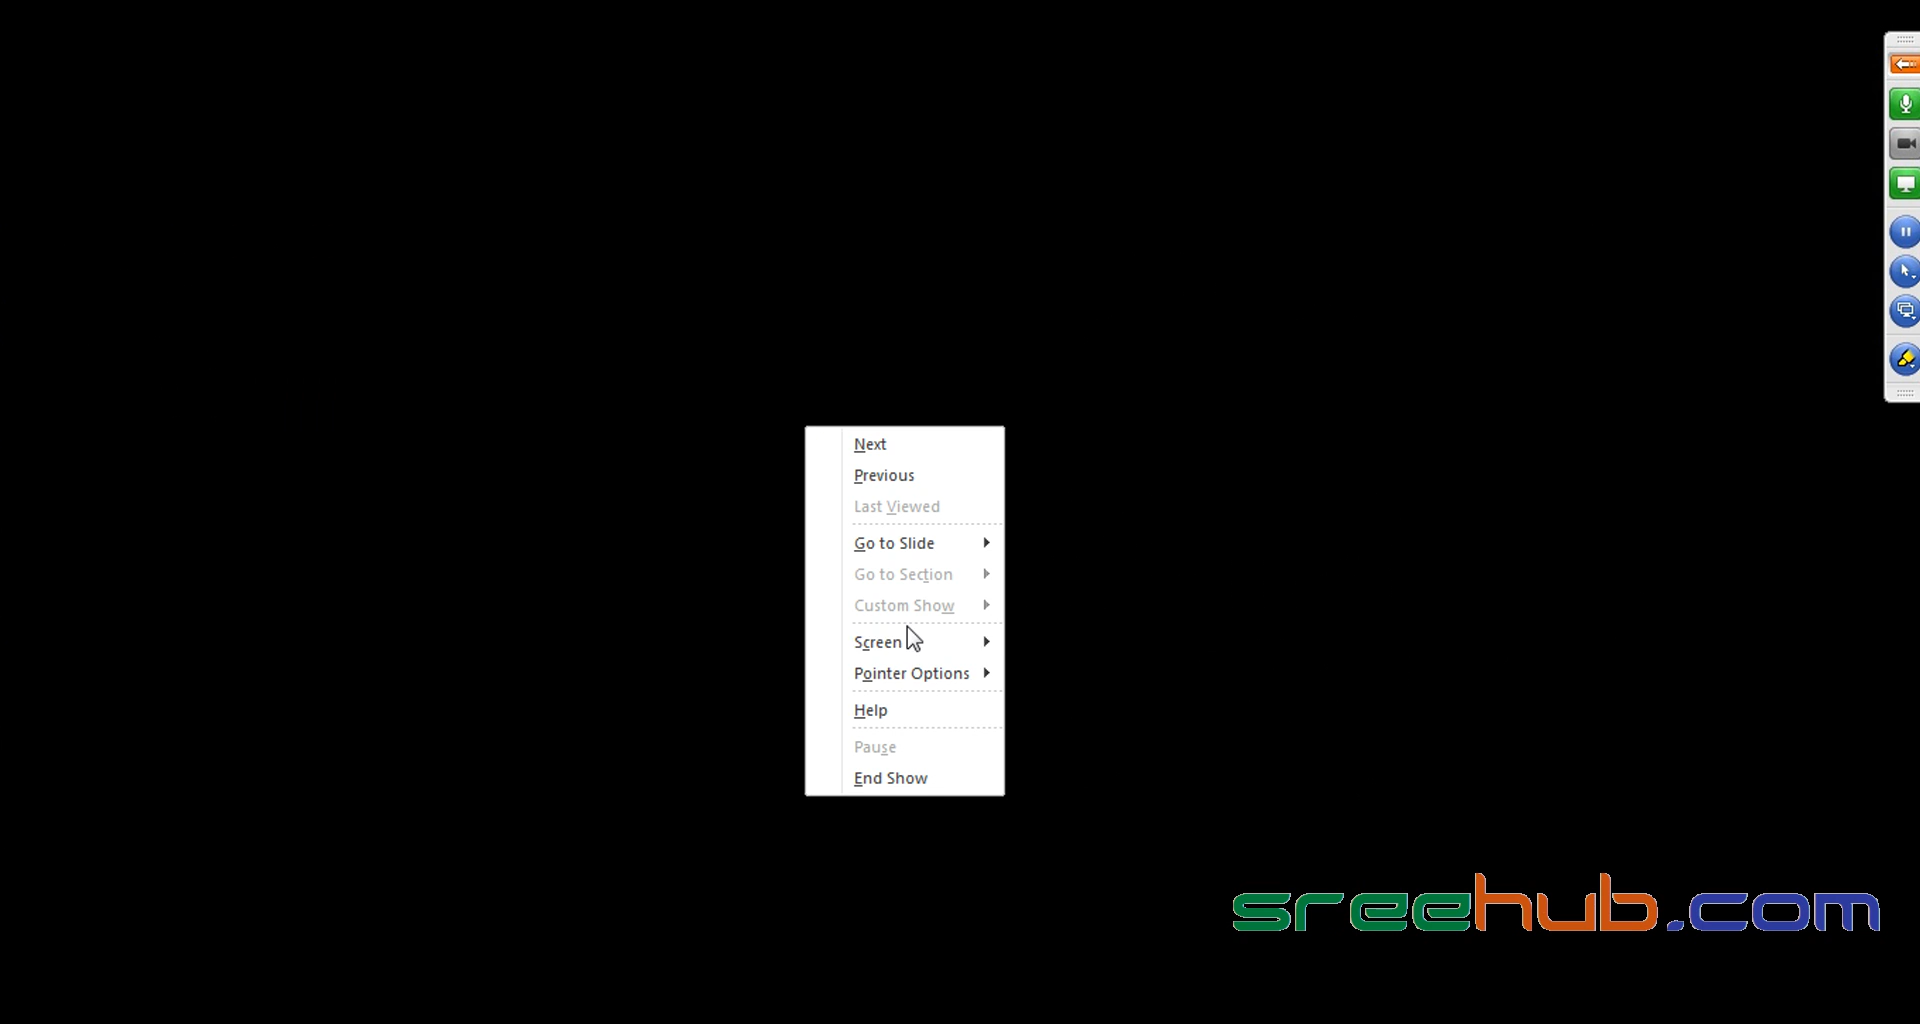 Next
Previous
Last Viewed
Go to Slide
Go to Section
Custom Show
Screen
Pointer Options
Help
Pause
End Show
sreehub.com